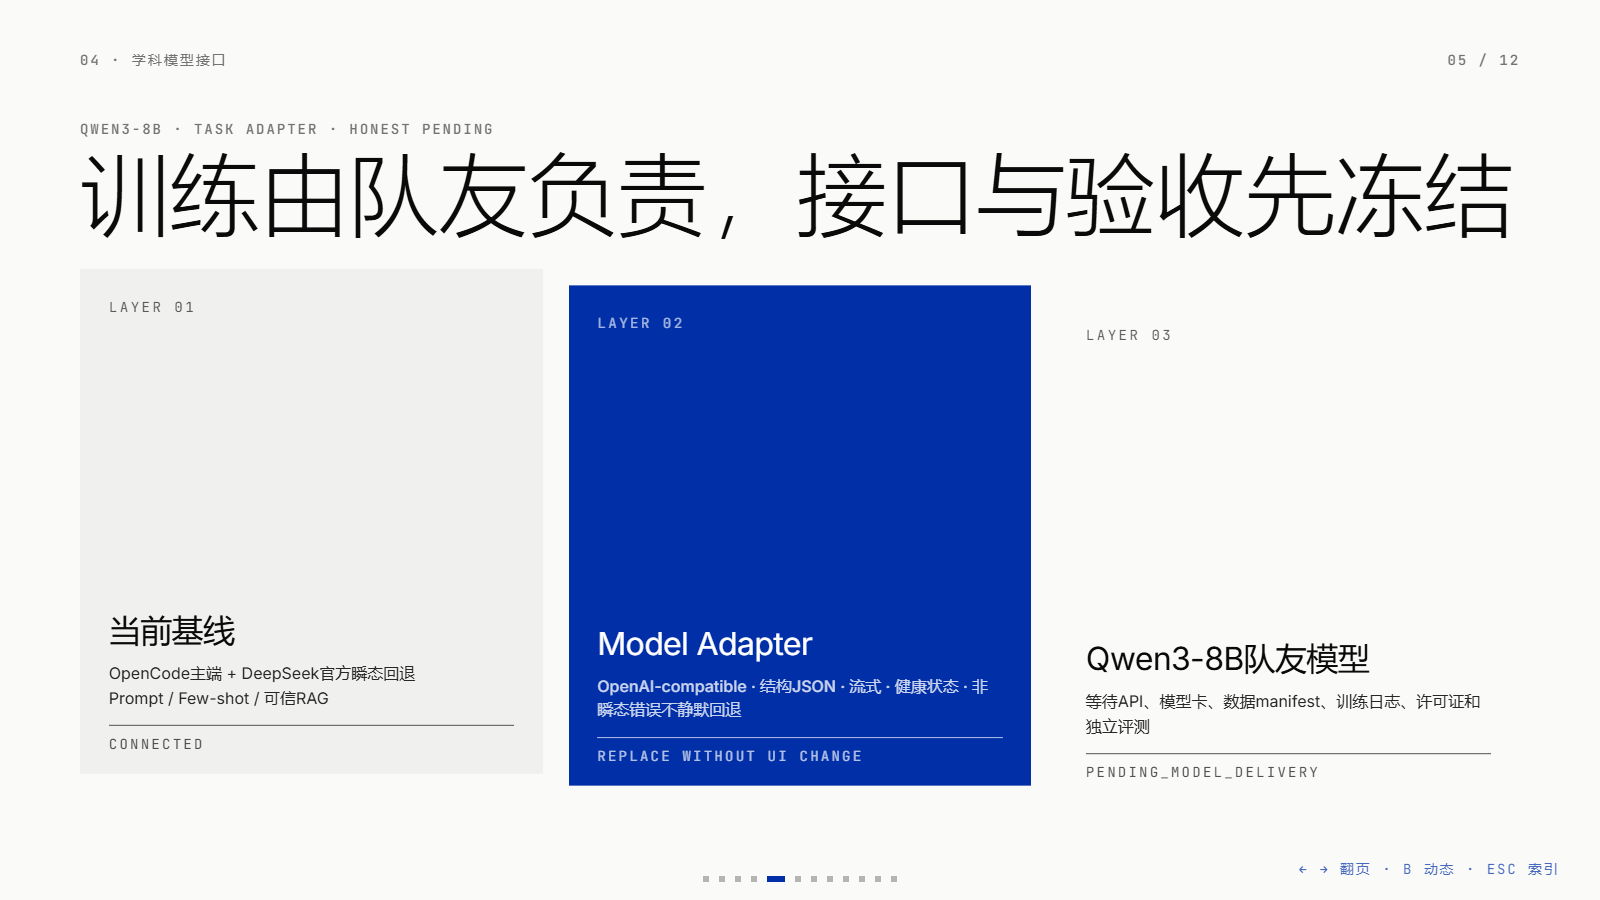 04 · 学科模型接口
05 / 12
QWEN3-8B · TASK ADAPTER · HONEST PENDING
训练由队友负责，接口与验收先冻结
LAYER 01
当前基线
OpenCode主端 + DeepSeek官方瞬态回退
Prompt / Few-shot / 可信RAG
CONNECTED
LAYER 02
Model Adapter
OpenAI-compatible · 结构JSON · 流式 · 健康状态 · 非
瞬态错误不静默回退
REPLACE WITHOUT UI CHANGE
LAYER 03
Qwen3-8B队友模型
等待API、模型卡、数据manifest、训练日志、许可证和
独立评测
PENDING_MODEL_DELIVERY
← → 翻页 · B 动态 · ESC 索引